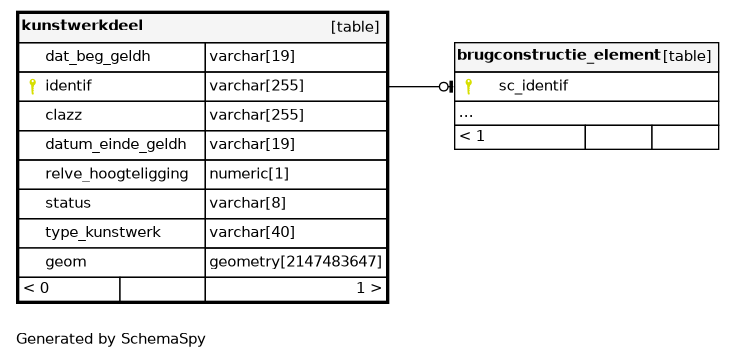 kunstwerkdeel [table]
dat_beg_geldh varchar[19]
identif varchar[255]
clazz varchar[255]
datum_einde_geldh varchar[19]
relve_hoogteligging numeric[1]
status varchar[8]
type_kunstwerk varchar[40]
geom geometry[2147483647]
< 0 1 >
brugconstructie_element [table]
sc_identif
...
< 1
Generated by SchemaSpy